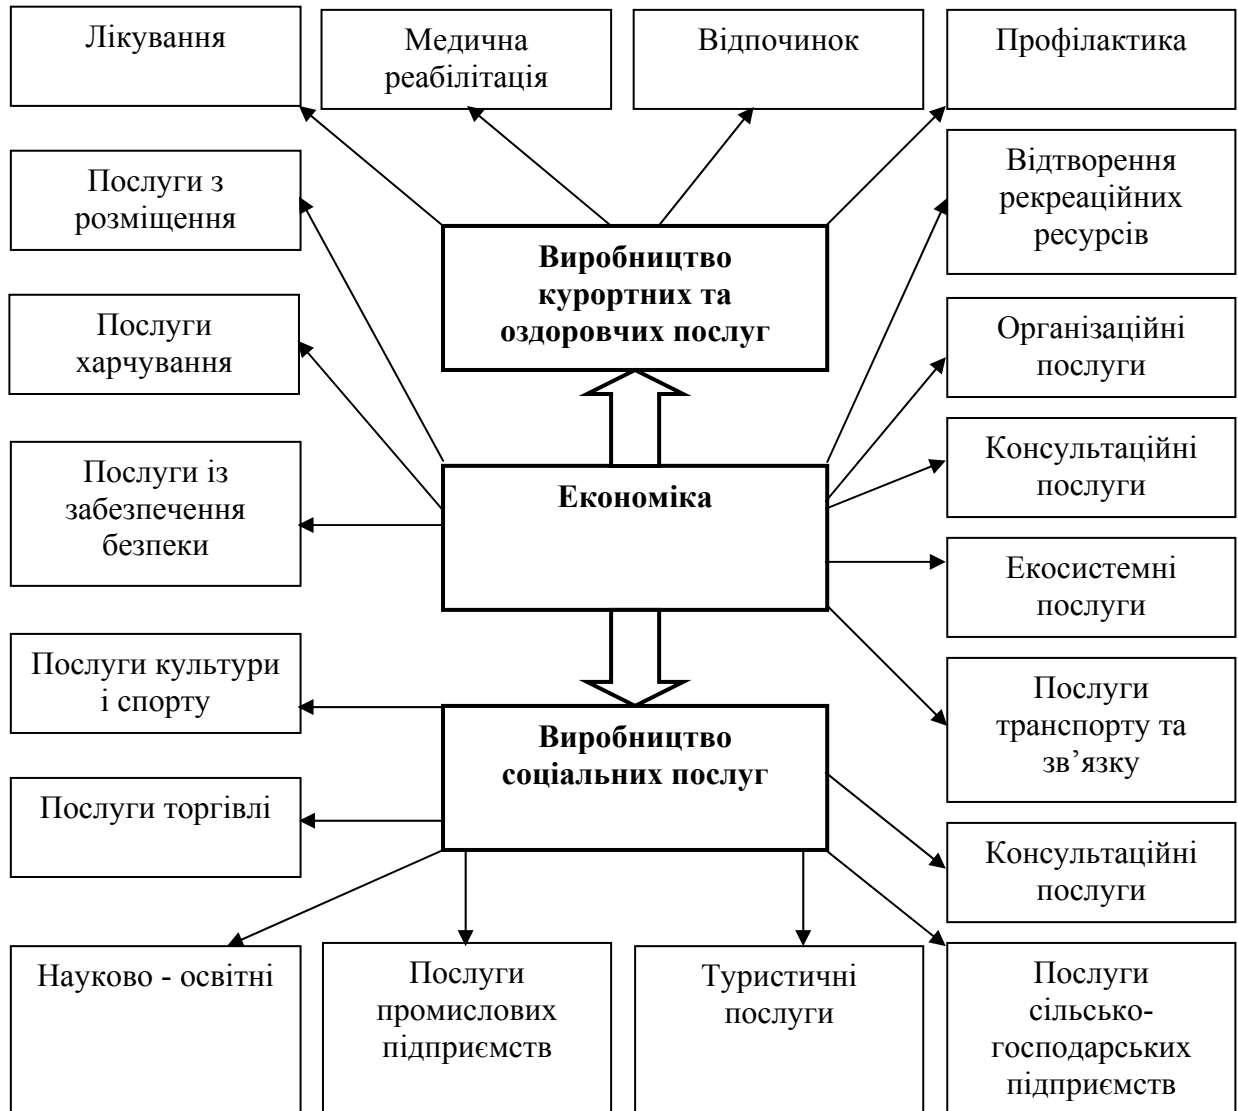 Лікування
Медична
реабілітація
Відпочинок
Профілактика
Послуги з
розміщення
Виробництво
курортних та
оздоровчих послуг
Відтворення
рекреаційних
ресурсів
Послуги
харчування
Організаційні
послуги
Послуги із
забезпечення
безпеки
Економіка
Консультаційні
послуги
Екосистемні
послуги
Послуги культури
і спорту
Виробництво
соціальних послуг
Послуги
транспорту та
зв’язку
Послуги торгівлі
Консультаційні
послуги
Науково - освітні
Послуги
промислових
підприємств
Туристичні
послуги
Послуги
сільсько-
господарських
підприємств